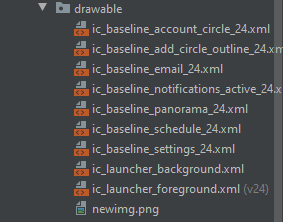 drawable
ic_baseline_account_circle_24.xml
ic_baseline_add_circle_outline_24.xm
ic_baseline_email_24.xml
ic_baseline_notifications_active_24.x
ic_baseline_panorama_24.xml
ic_baseline_schedule_24.xml
ic_baseline_settings_24.xml
ic_launcher_background.xml
ic_launcher_foreground.xml (v24)
newimg.png